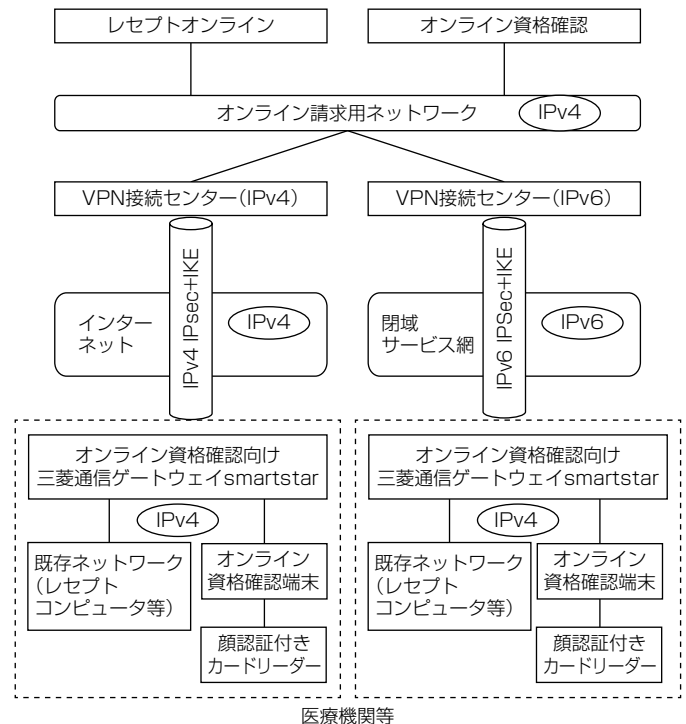 レセプトオンライン
オンライン資格確認
オンライン請求用ネットワーク
IPv4
VPN接続センター(IPv4)
VPN接続センター(IPv6)
インター
ネット
IPv4 IPsec+IKE
IPv4
閉域
サービス網
IPv6 IPSec+IKE
IPv6
オンライン資格確認向け
三菱通信ゲートウェイsmartstar
IPv4
既存ネットワーク
(レセプト
コンピュータ等)
オンライン
資格確認端末
顔認証付き
カードリーダー
オンライン資格確認向け
三菱通信ゲートウェイsmartstar
IPv4
既存ネットワーク
(レセプト
コンピュータ等)
オンライン
資格確認端末
顔認証付き
カードリーダー
医療機関等